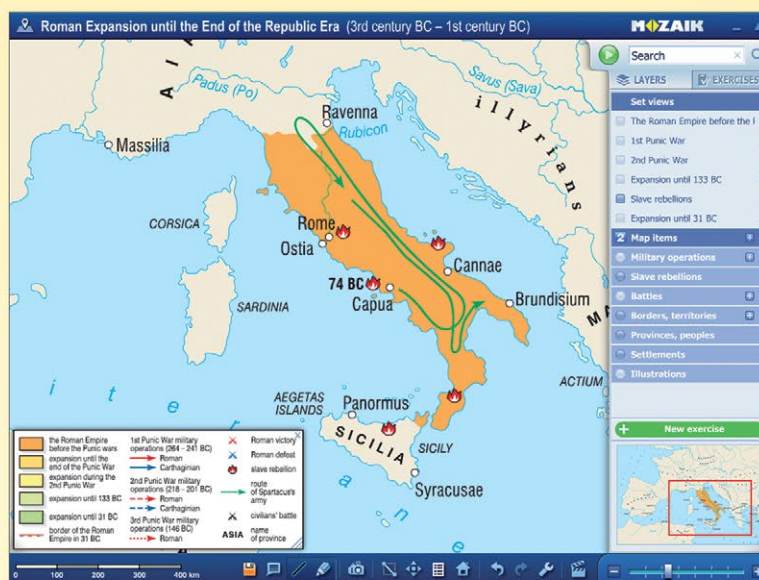 Roman Expansion until the End of the Republic Era (3rd century BC – 1st century BC)
MOZAIK
Search
LAYERS
EXERCISES
Set views
The Roman Empire before the
1st Punic War
2nd Punic War
Expansion until 133 BC
Slave rebellions
Expansion until 31 BC
2 Map items
Military operations
Slave rebellions
Battles
Borders, territories
Provinces, peoples
Settlements
Illustrations
New exercise
Padus (Po)
Savus (Sava)
illyrians
Ravenna
Rubicon
Massilia
CORSICA
Rome
Ostia
Cannae
74 BC
Capua
Brundisium
SARDINIA
ACTIUM
AEGETAS
ISLANDS
Panormus
SICILIA
SICILY
Syracusae
the Roman Empire
before the Punic wars
expansion until the
end of the Punic War
expansion during the
2nd Punic War
expansion until 133 BC
expansion until 31 BC
border of the Roman
Empire in 31 BC
1st Punic War military
operations (264 – 241 BC)
Roman
Carthaginian
2nd Punic War military
operations (218 – 201 BC)
Roman
Carthaginian
3rd Punic War military
operations (146 BC)
Roman
Roman victory
Roman defeat
slave rebellion
route
of Spartacus's
army
civilians' battle
ASIA name
of province
0 100 200 300 400 km